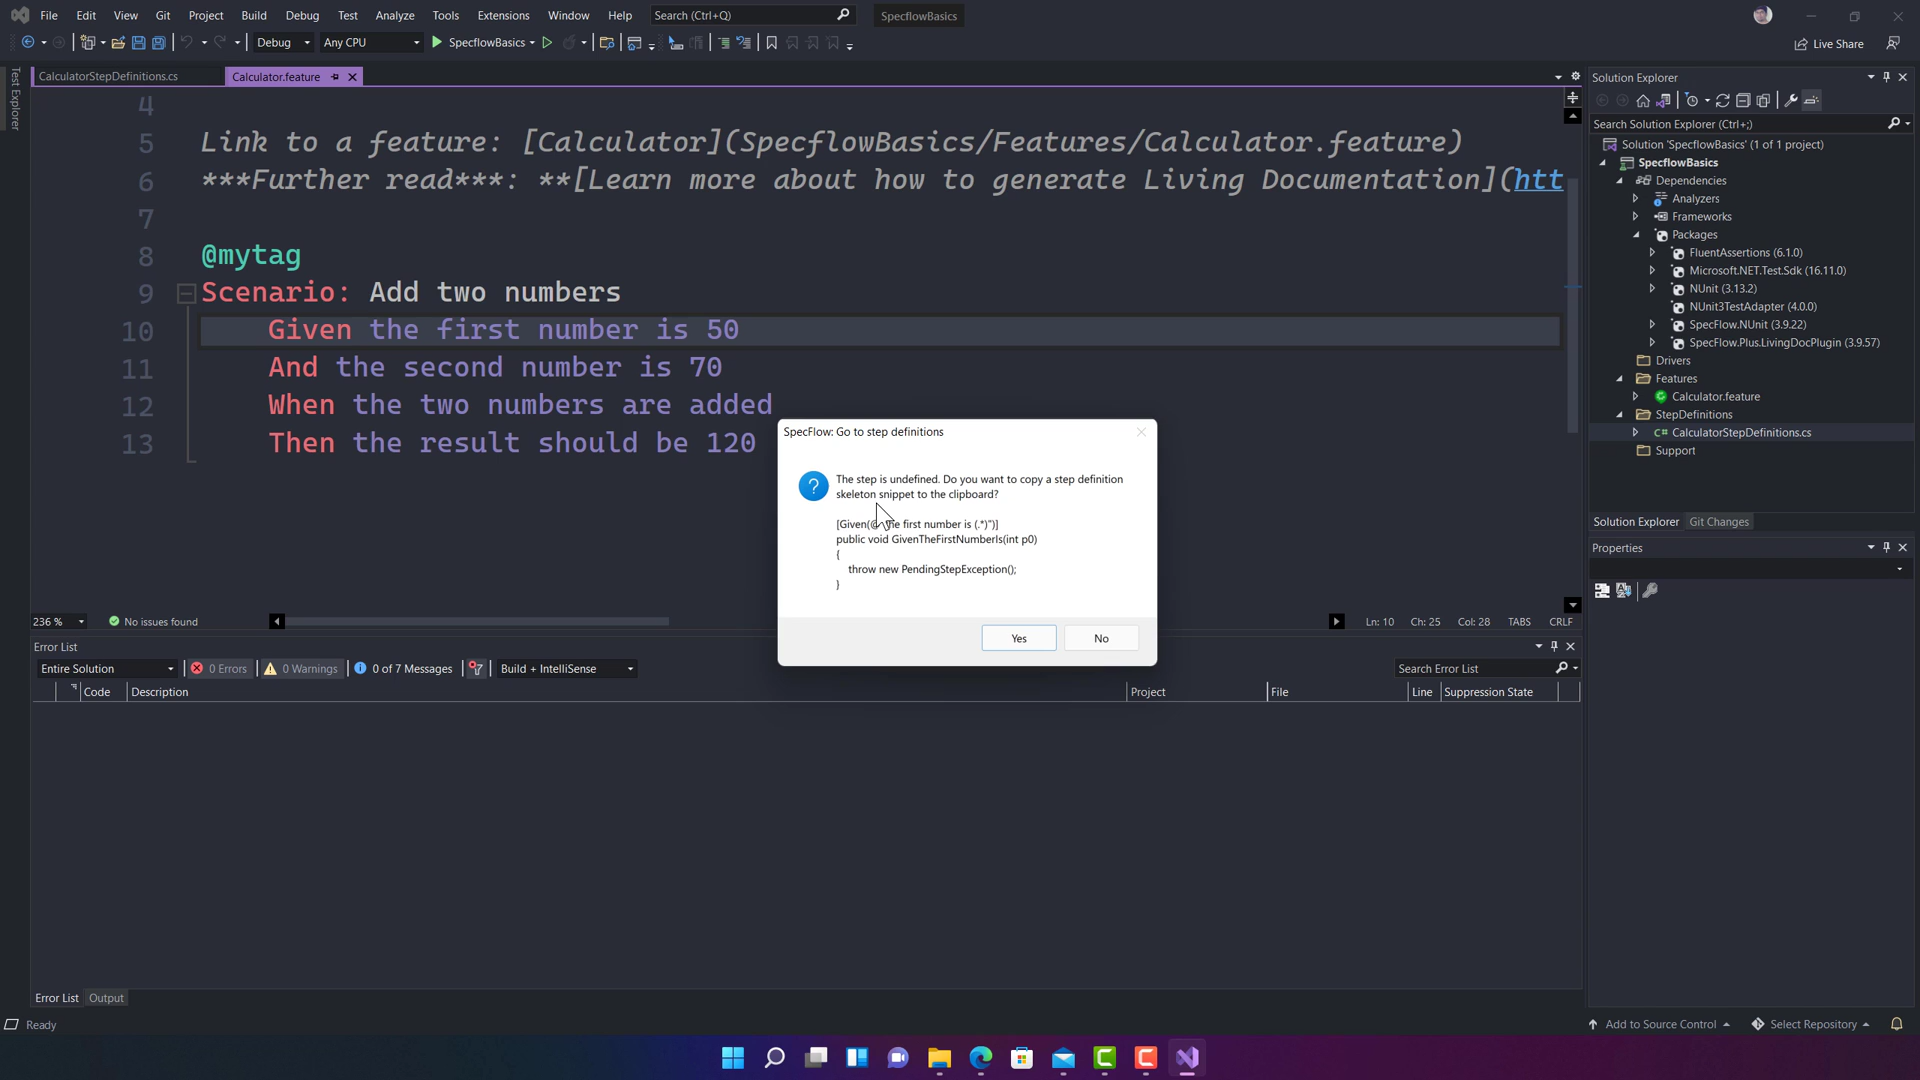 File Edit View Git Project Build Debug Test Analyze Tools Extensions Window Help Search (Ctrl+Q) SpecflowBasics
Debug Any CPU SpecflowBasics Live Share
Test Explorer
CalculatorStepDefinitions.cs Calculator.feature
4
5 Link to a feature: [Calculator](SpecflowBasics/Features/Calculator.feature)
6 ***Further read***: **[Learn more about how to generate Living Documentation](htt
7
8 @mytag
9 Scenario: Add two numbers
10 Given the first number is 50
11 And the second number is 70
12 When the two numbers are added
13 Then the result should be 120
SpecFlow: Go to step definitions
The step is undefined. Do you want to copy a step definition
skeleton snippet to the clipboard?
[Given(@ first number is (.*)")]
public void GivenTheFirstNumberIs(int p0)
{
throw new PendingStepException();
}
Yes No
236 % No issues found Ln: 10 Ch: 25 Col: 28 TABS CRLF
Error List
Entire Solution 0 Errors 0 Warnings 0 of 7 Messages Build + IntelliSense Search Error List
Code Description Project File Line Suppression State
Error List Output
Ready Add to Source Control Select Repository
Solution Explorer
Search Solution Explorer (Ctrl+;)
Solution 'SpecflowBasics' (1 of 1 project)
SpecflowBasics
Dependencies
Analyzers
Frameworks
Packages
FluentAssertions (6.1.0)
Microsoft.NET.Test.Sdk (16.11.0)
NUnit (3.13.2)
NUnit3TestAdapter (4.0.0)
SpecFlow.NUnit (3.9.22)
SpecFlow.Plus.LivingDocPlugin (3.9.57)
Drivers
Features
Calculator.feature
StepDefinitions
C# CalculatorStepDefinitions.cs
Support
Solution Explorer Git Changes
Properties